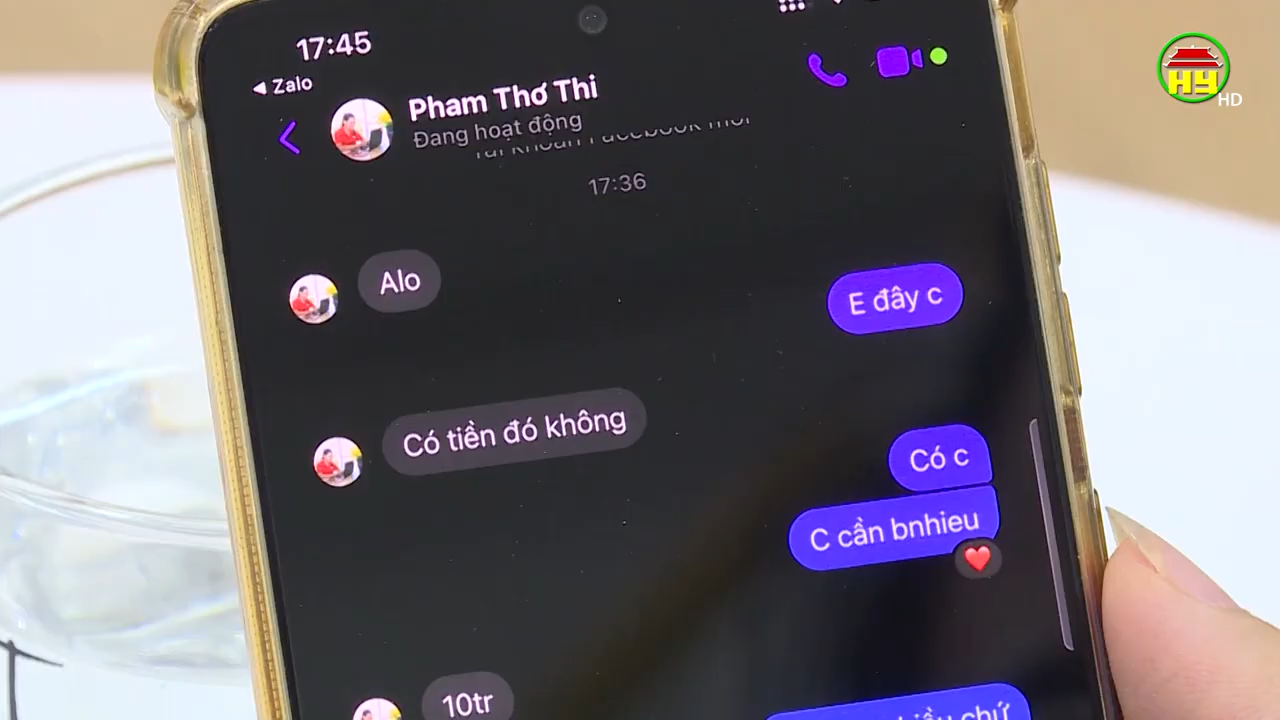 17:45
HY
HD
◀ Zalo
Pham Thơ Thi
Đang hoạt động
17:36
Alo
E đây c
Có tiền đó không
Có c
C cần bnhieu
10tr
chứ